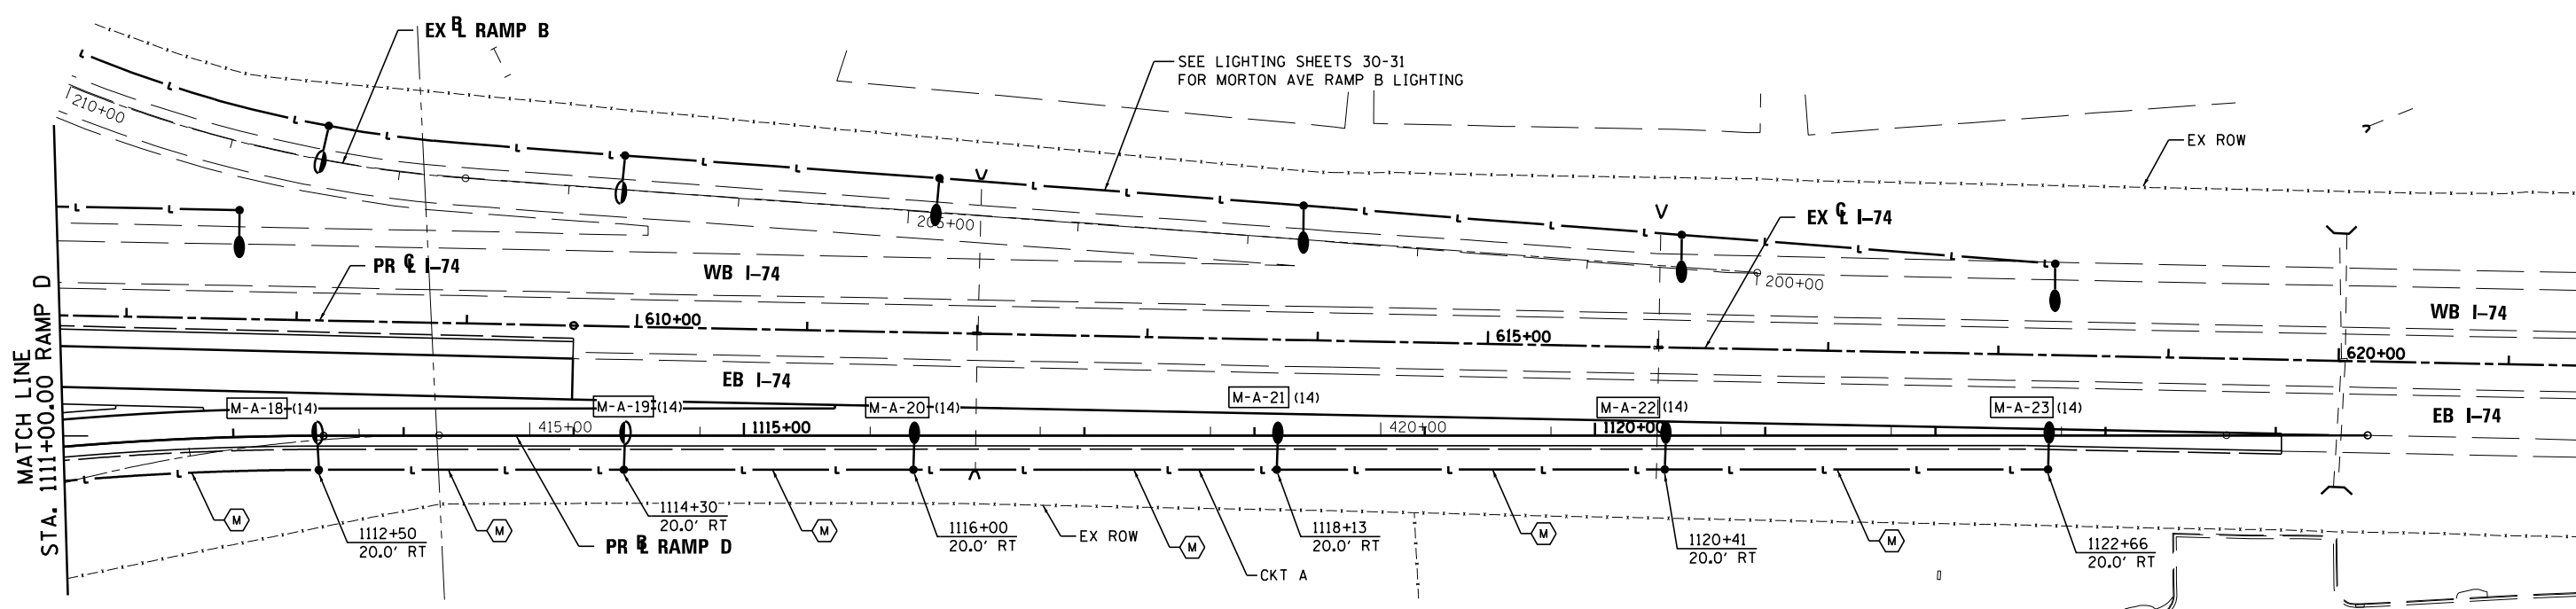 EX BL RAMP B
SEE LIGHTING SHEETS 30-31
FOR MORTON AVE RAMP B LIGHTING
210+00
EX ROW
205+00
EX CL I-74
PR CL I-74
WB I-74
200+00
WB I-74
610+00
615+00
620+00
MATCH LINE
STA. 1111+00.00 RAMP D
EB I-74
EB I-74
M-A-18 (14)
M-A-19 (14)
M-A-20 (14)
M-A-21 (14)
M-A-22 (14)
M-A-23 (14)
415+00
1115+00
420+00
1120+00
L L L L L L L L L L L L L L L L L L
M
1112+50
20.0' RT
M
1114+30
20.0' RT
PR BL RAMP D
M
1116+00
20.0' RT
EX ROW
M
CKT A
1118+13
20.0' RT
M
1120+41
20.0' RT
M
1122+66
20.0' RT